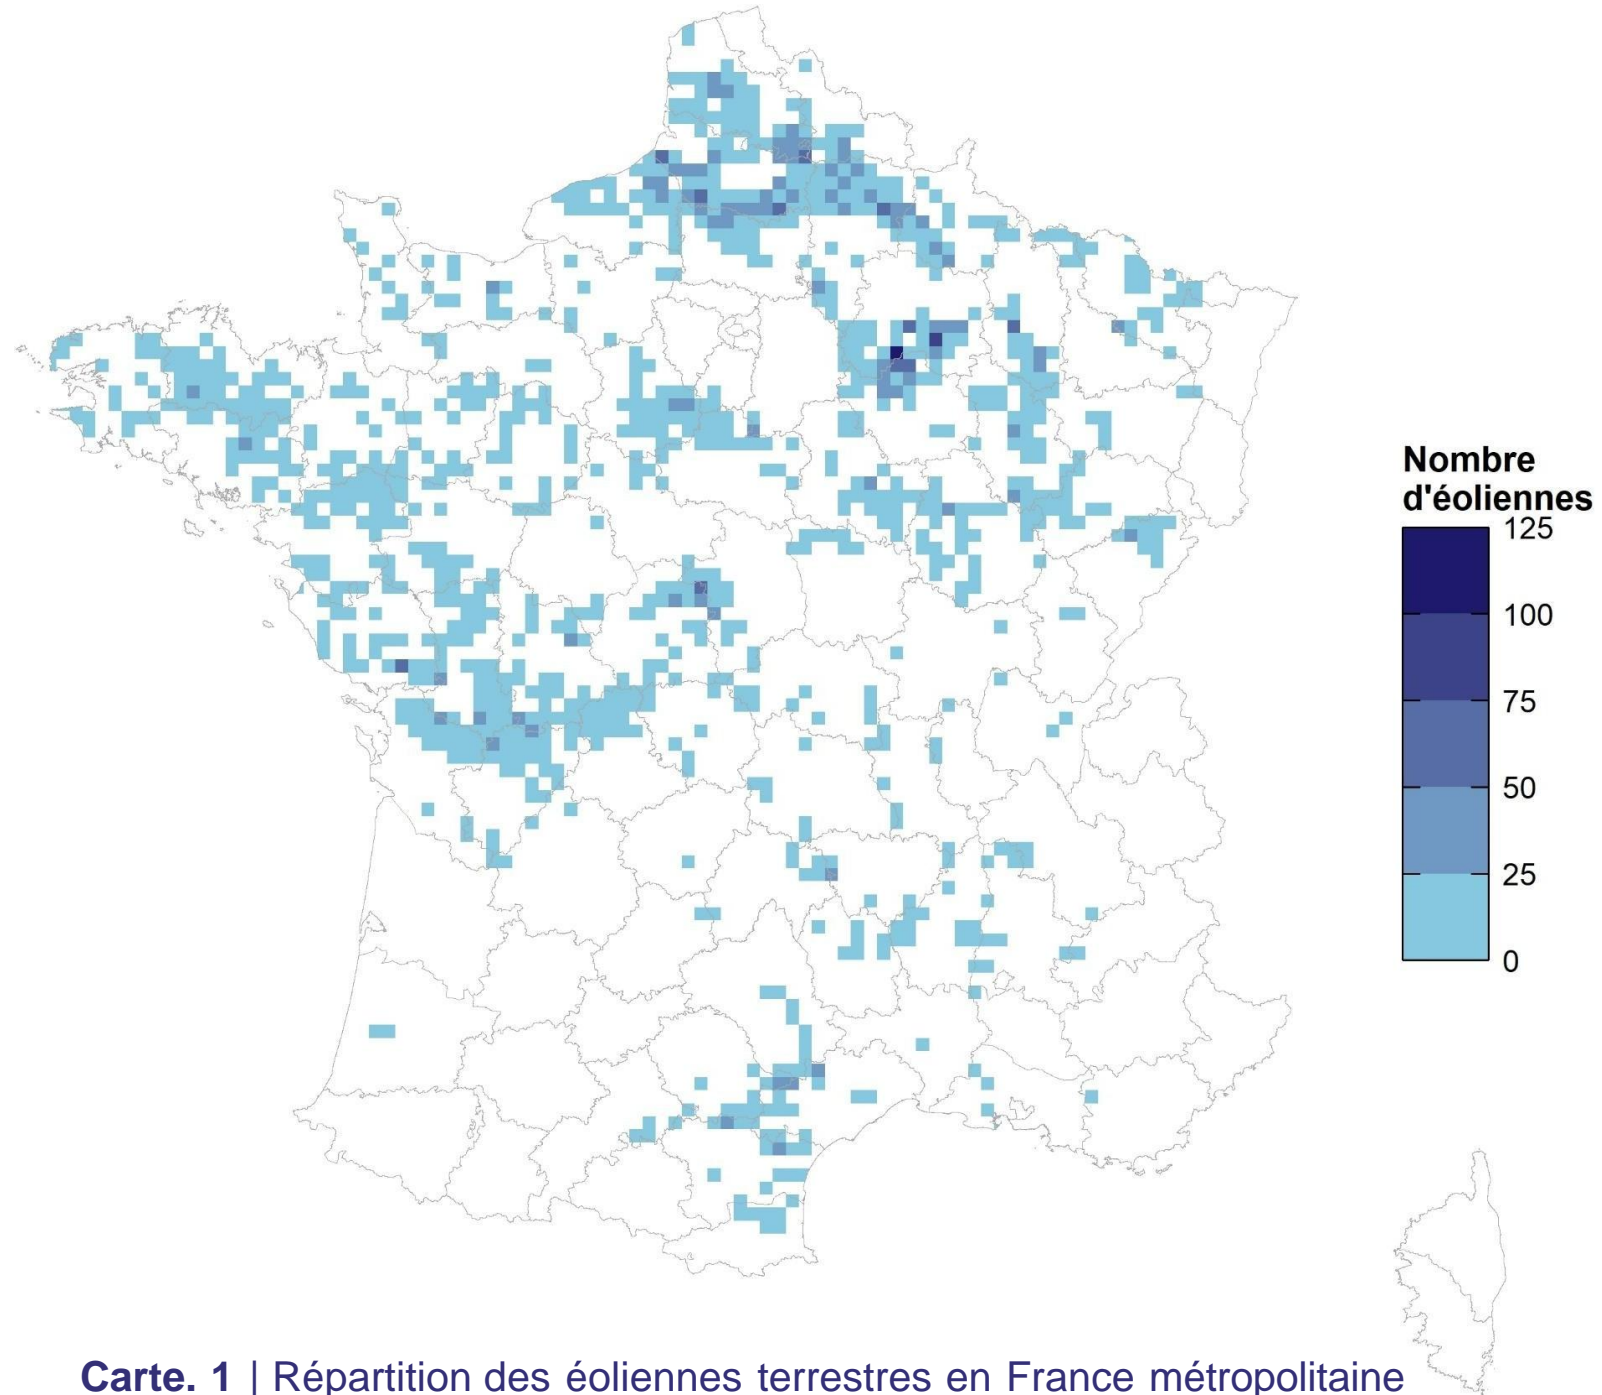 Nombre
d'éoliennes
125
100
75
50
25
0
Carte. 1 | Répartition des éoliennes terrestres en France métropolitaine